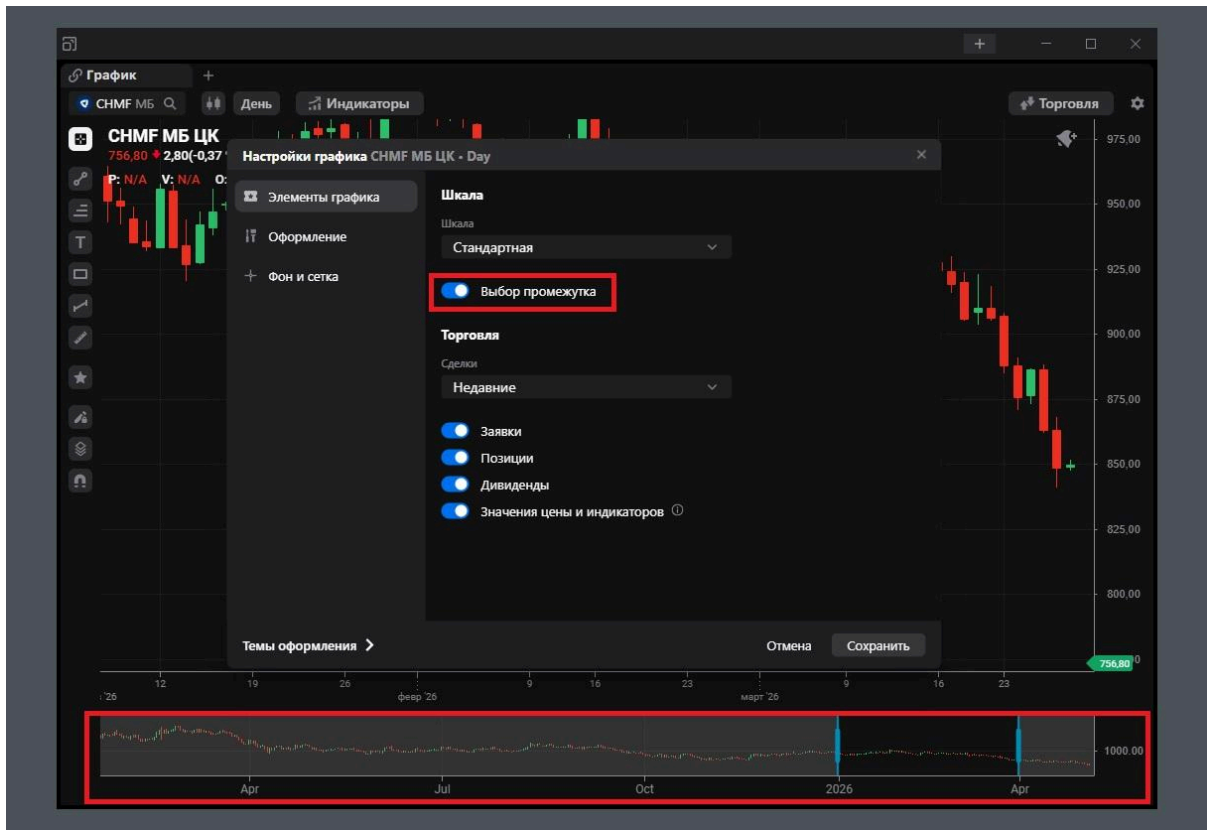 График
CHMF МБ
День
Индикаторы
Торговля
CHMF МБ ЦК
756,80 2,80(-0,37
P: N/A V: N/A O:
Настройки графика CHMF МБ ЦК - Day
Элементы графика
Оформление
Фон и сетка
Шкала
Шкала
Стандартная
Выбор промежутка
Торговля
Сделки
Недавние
Заявки
Позиции
Дивиденды
Значения цены и индикаторов
Темы оформления
Отмена
Сохранить
975,00
950,00
925,00
900,00
875,00
850,00
825,00
800,00
756,80
12 19 26 9 16 23 9 16 23
'26 февр '26 март '26
1000.00
Apr Jul Oct 2026 Apr